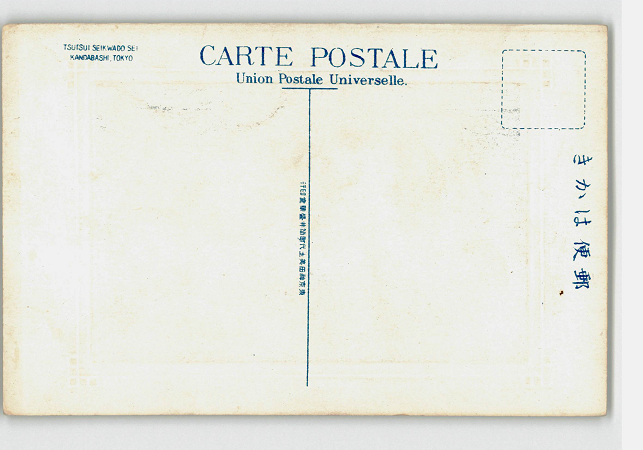 TSUTSUI SEIKWADO SEI
KANDABASHI, TOKYO
CARTE POSTALE
Union Postale Universelle.
きかは便郵